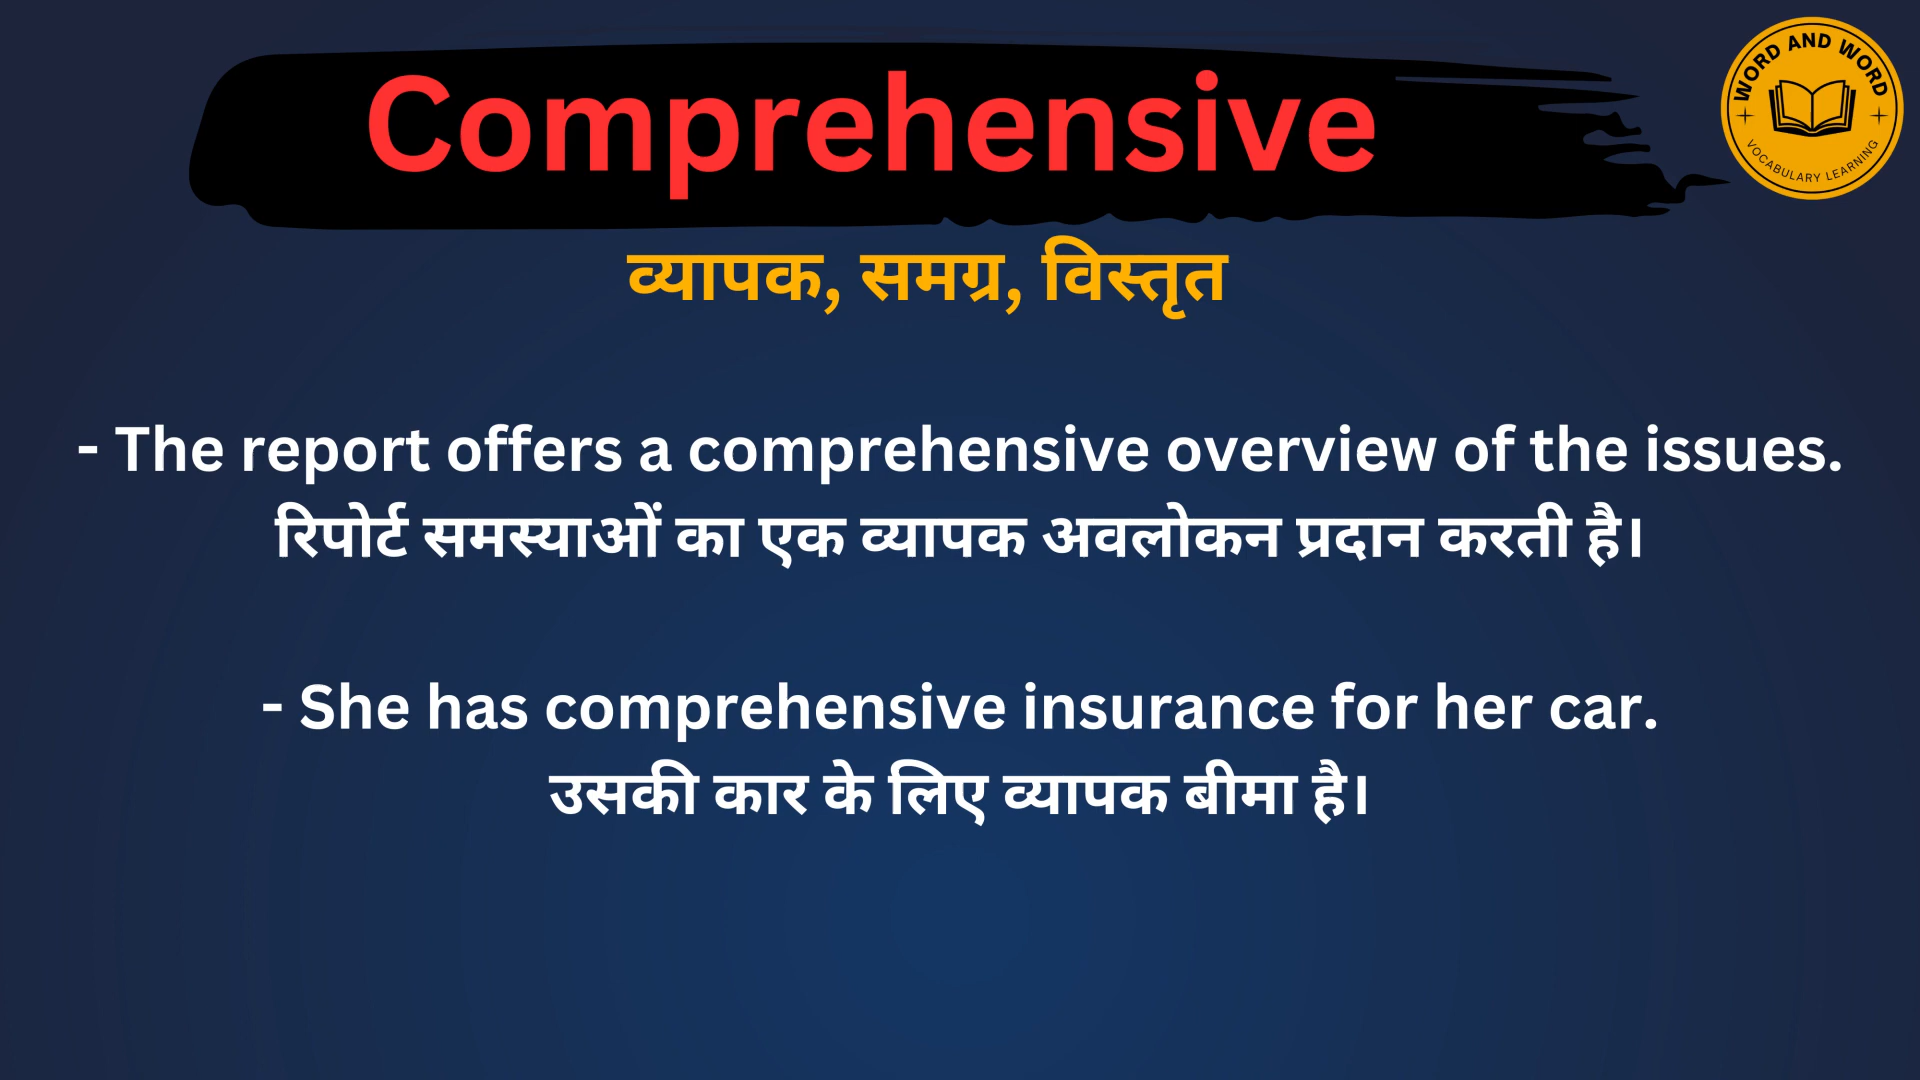 Comprehensive
WORD AND WORD
VOCABULARY LEARNING
व्यापक, समग्र, विस्तृत
- The report offers a comprehensive overview of the issues.
रिपोर्ट समस्याओं का एक व्यापक अवलोकन प्रदान करती है।
- She has comprehensive insurance for her car.
उसकी कार के लिए व्यापक बीमा है।